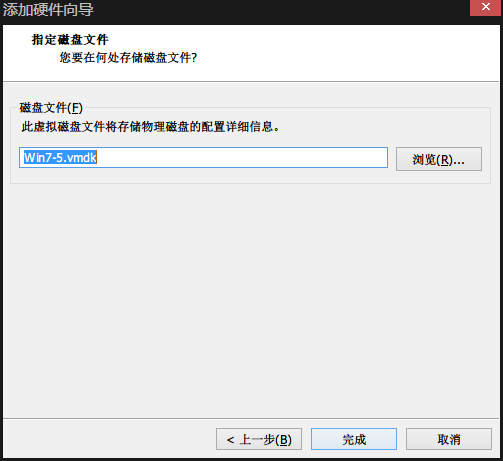 添加硬件向导
指定磁盘文件
您要在何处存储磁盘文件?
磁盘文件(F)
此虚拟磁盘文件将存储物理磁盘的配置详细信息。
Win7-5.vmdk
浏览(R)...
< 上一步(B)
完成
取消